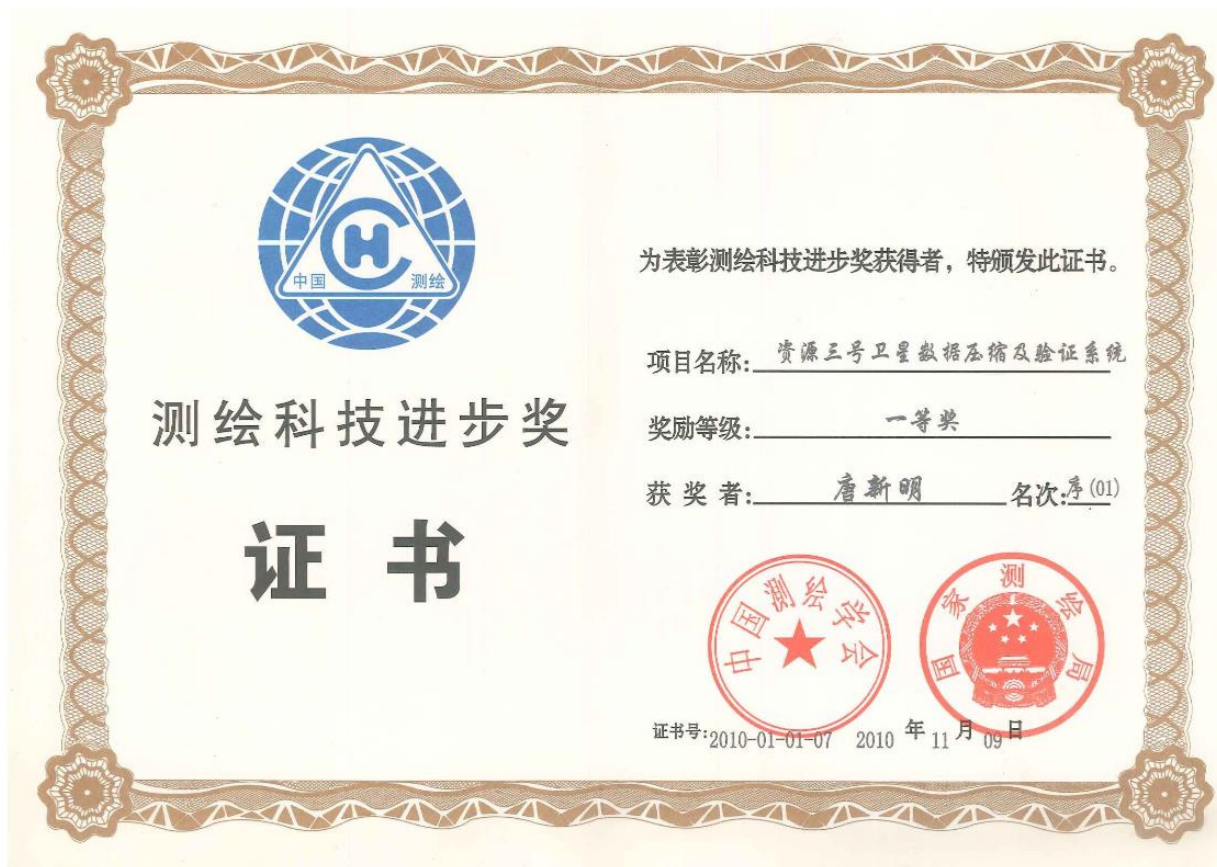 中国 CH 测绘
测绘科技进步奖
证书
为表彰测绘科技进步奖获得者，特颁发此证书。
项目名称：资源三号卫星数据压缩及验证系统
奖励等级：一等奖
获奖者：唐新明 名次：序(01)
中国测绘学会
国家测绘局
证书号：2010-01-01-07 2010 年 11 月 09 日